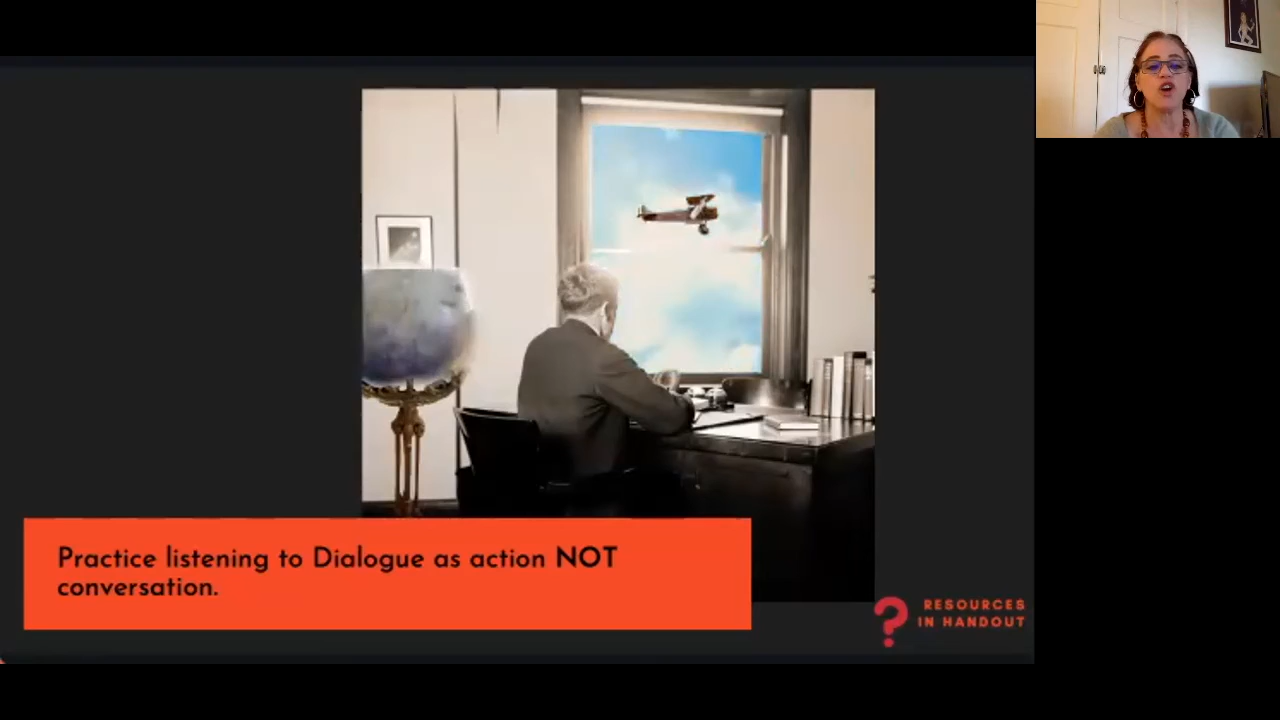 Practice listening to Dialogue as action NOT
conversation.
RESOURCES
IN HANDOUT